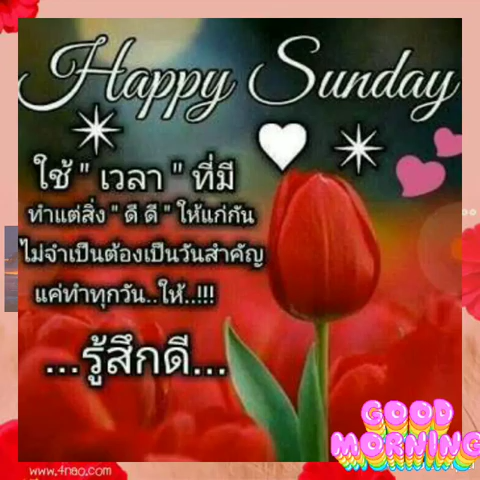 Happy Sunday
ใช้ " เวลา " ที่มี
ทำแต่สิ่ง " ดี ดี " ให้แก่กัน
ไม่จำเป็นต้องเป็นวันสำคัญ
แค่ทำทุกวัน..ให้..!!!
...รู้สึกดี...
GOOD
MORNING
www.4nao.com